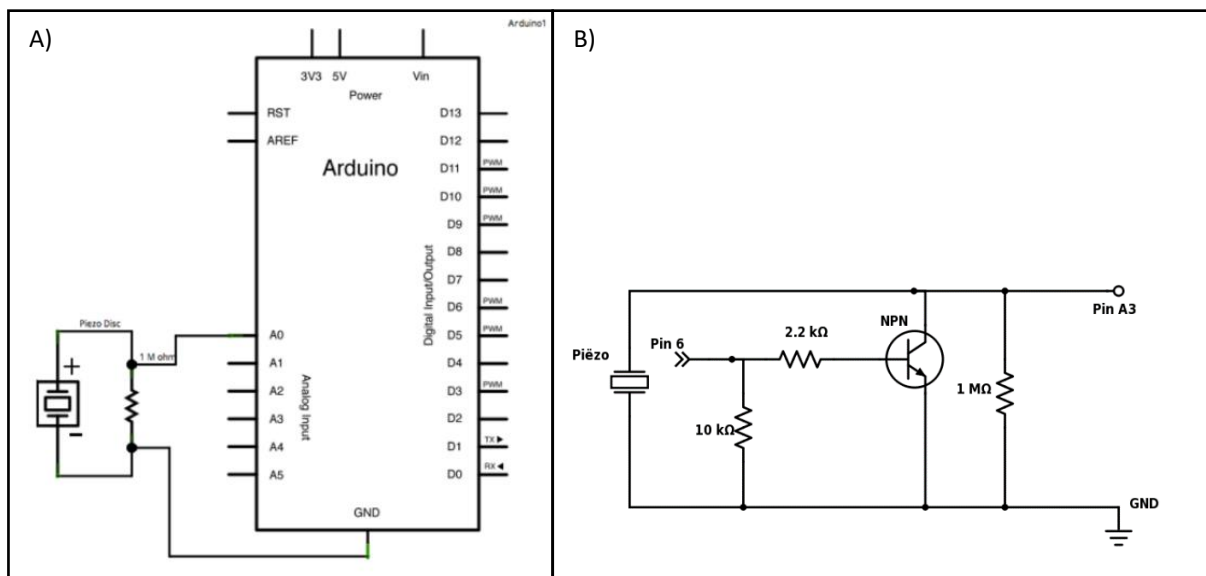 A)
Arduino1
3V3 5V Vin
Power
RST
AREF
Arduino
D13
D12
PWM
D11
PWM
D10
PWM
D9
D8
D7
PWM
D6
PWM
D5
D4
PWM
D3
D2
TX ▶
D1
RX ◀
D0
Digital Input/Output
Analog Input
A0
A1
A2
A3
A4
A5
GND
Piezo Disc
1 M ohm
+
-
B)
Piëzo
Pin 6
2.2 kΩ
10 kΩ
NPN
1 MΩ
Pin A3
GND